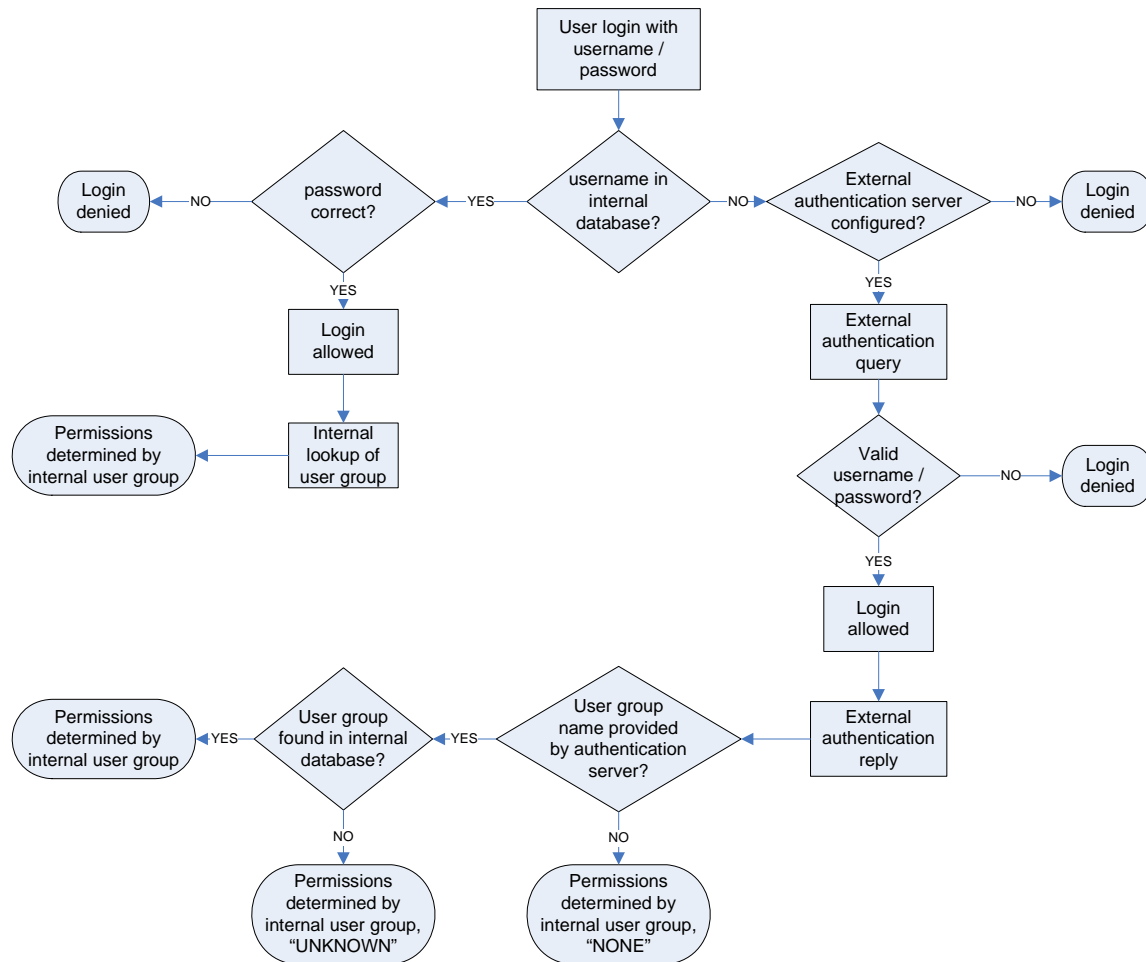 User login with
username /
password
Login
denied
NO
password
correct?
YES
username in
internal
database?
NO
External
authentication server
configured?
NO
Login
denied
YES
YES
Login
allowed
External
authentication
query
Permissions
determined by
internal user group
Internal
lookup of
user group
Valid
username /
password?
NO
Login
denied
YES
Login
allowed
Permissions
determined by
internal user group
YES
User group
found in internal
database?
YES
User group
name provided
by authentication
server?
External
authentication
reply
NO
NO
Permissions
determined by
internal user group,
“UNKNOWN”
Permissions
determined by
internal user group,
“NONE”